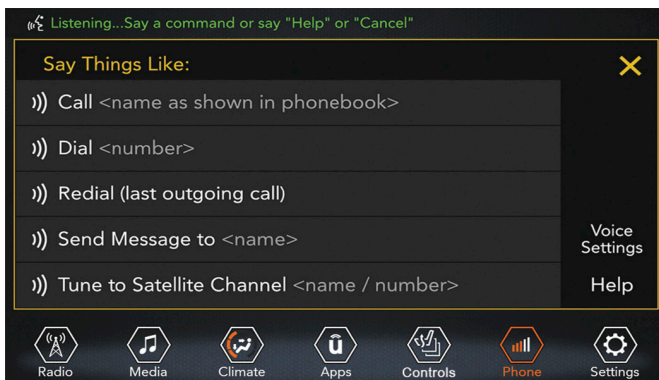 Listening...Say a command or say "Help" or "Cancel"
Say Things Like:
Call <name as shown in phonebook>
Dial <number>
Redial (last outgoing call)
Send Message to <name>
Tune to Satellite Channel <name / number>
Voice
Settings
Help
Radio
Media
Climate
ū
Apps
Controls
Phone
Settings